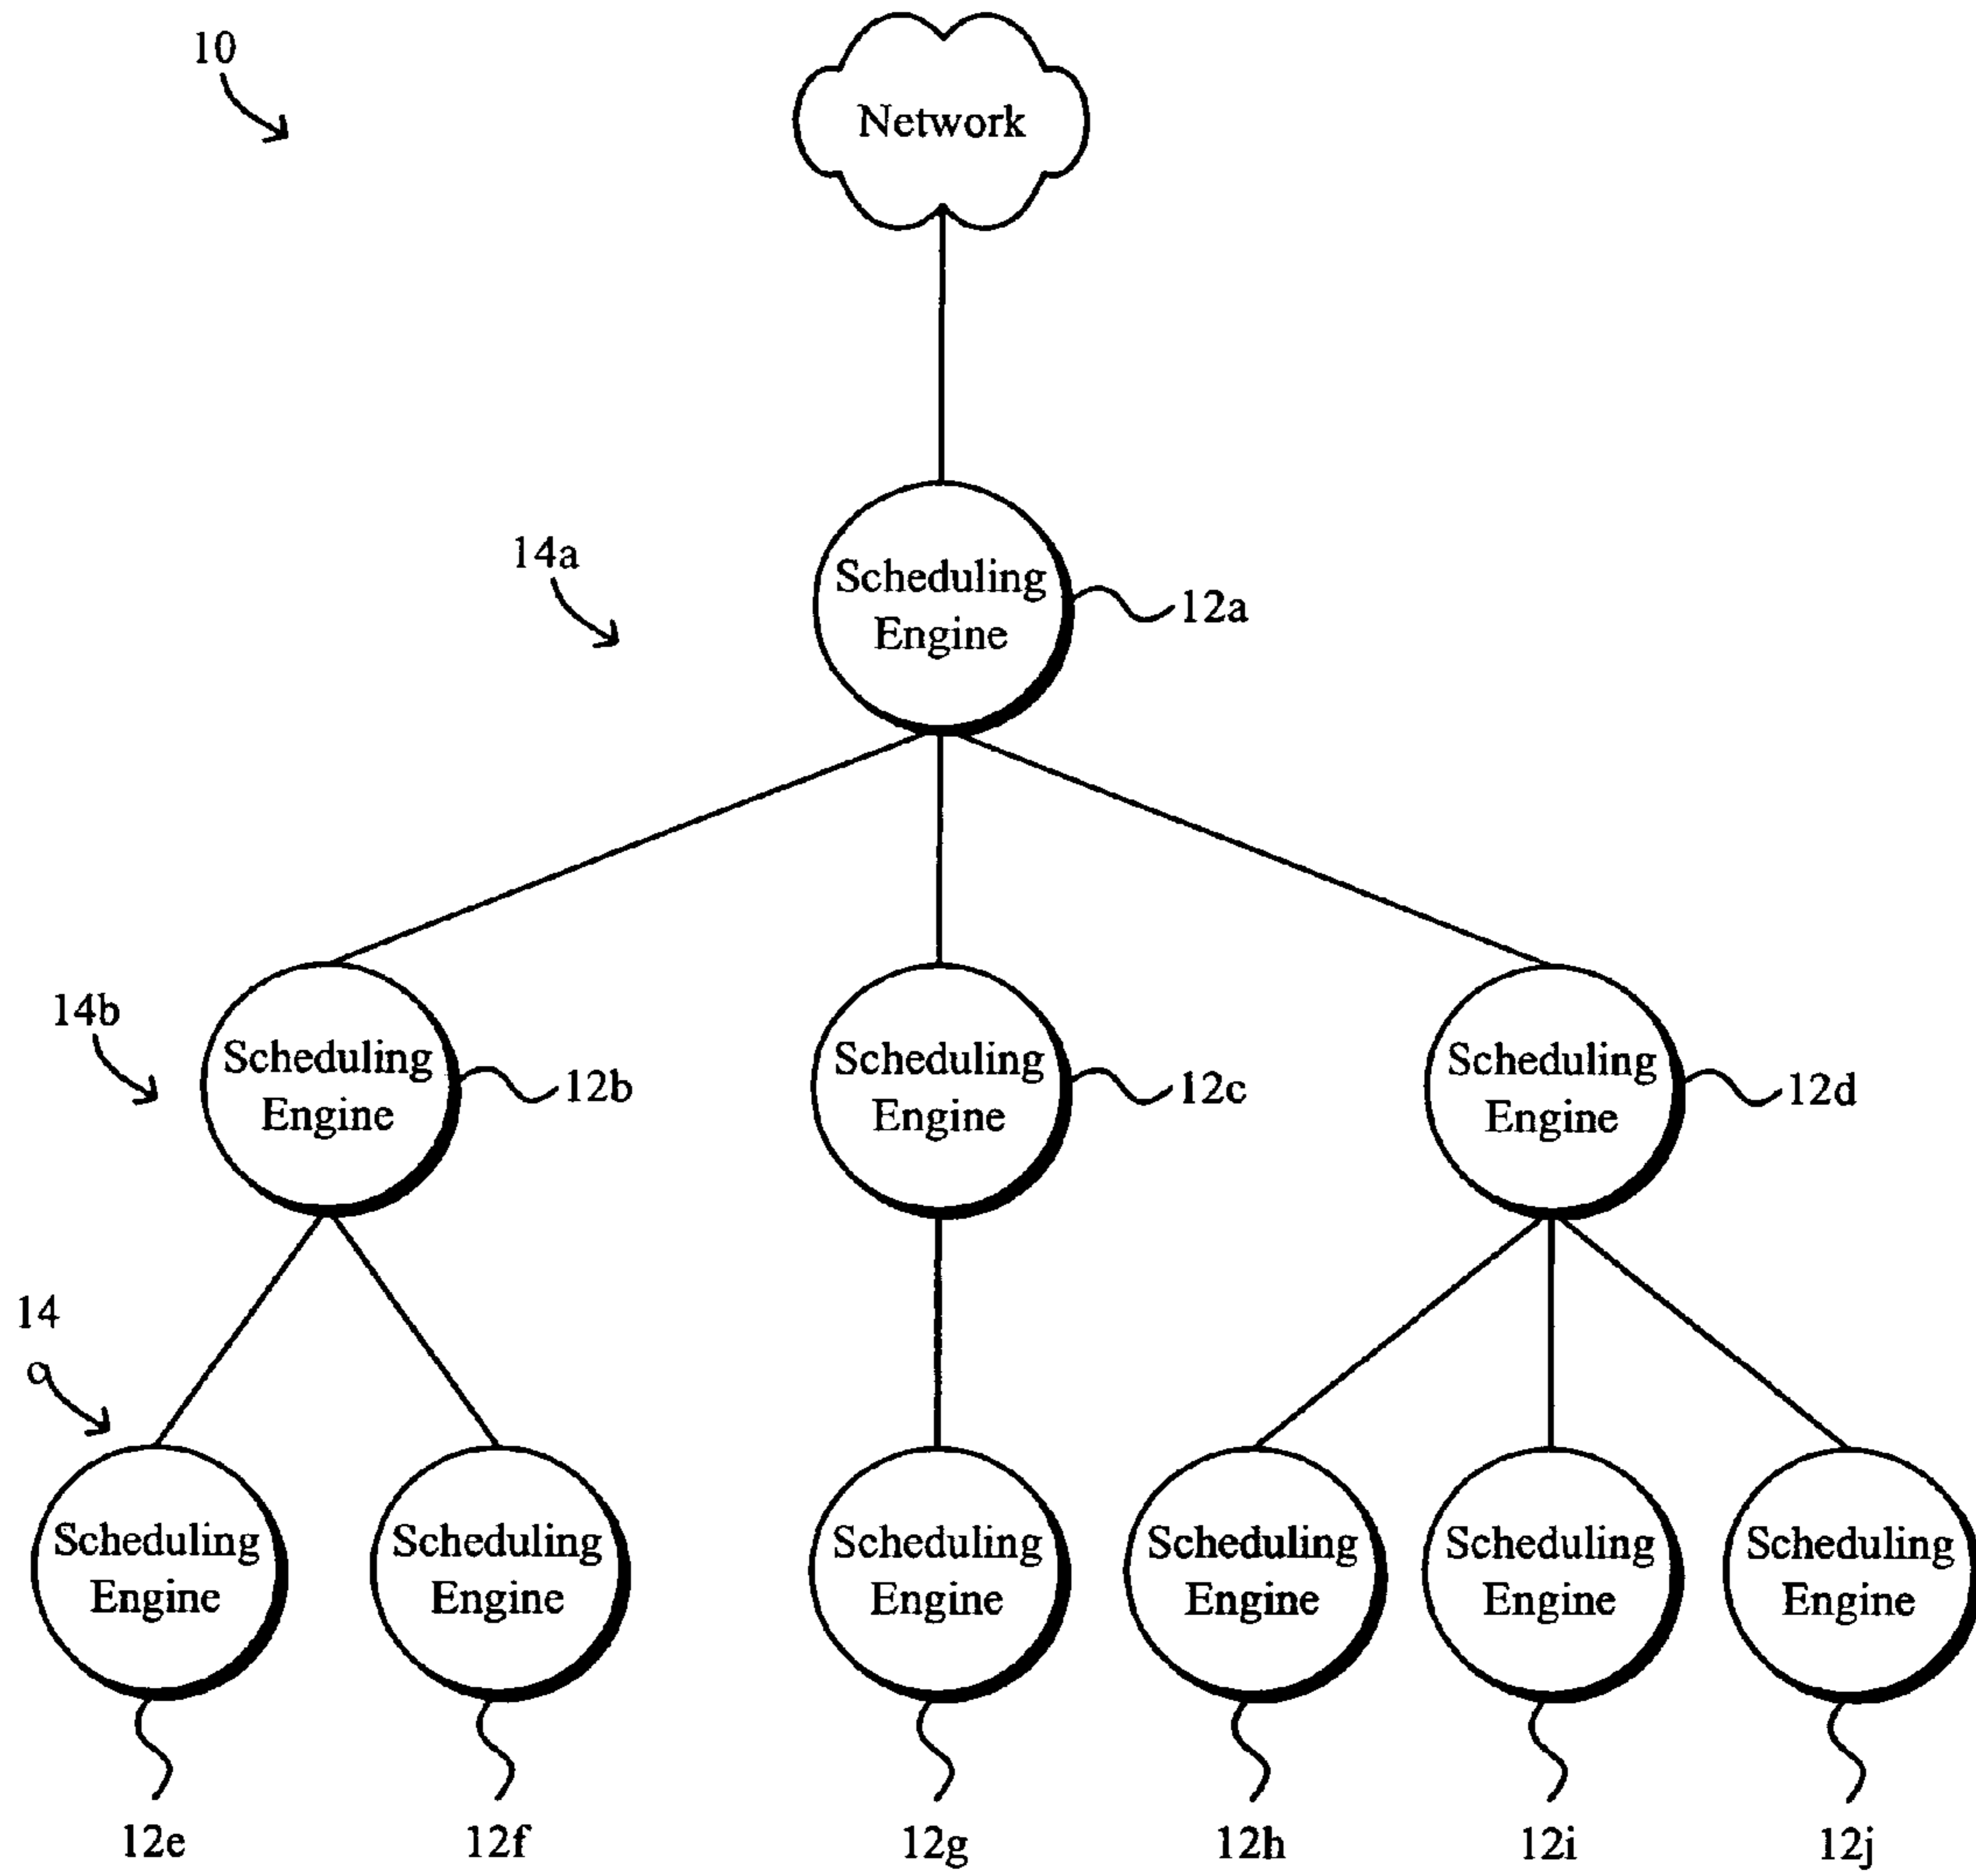 10
Network
14a
Scheduling
Engine
12a
14b
Scheduling
Engine
12b
Scheduling
Engine
12c
Scheduling
Engine
12d
14
Scheduling
Engine
Scheduling
Engine
Scheduling
Engine
Scheduling
Engine
Scheduling
Engine
Scheduling
Engine
12e
12f
12g
12h
12i
12j